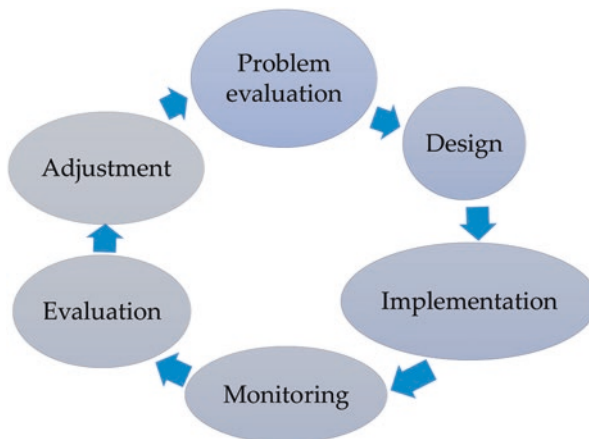 Problem
evaluation
Design
Implementation
Monitoring
Evaluation
Adjustment